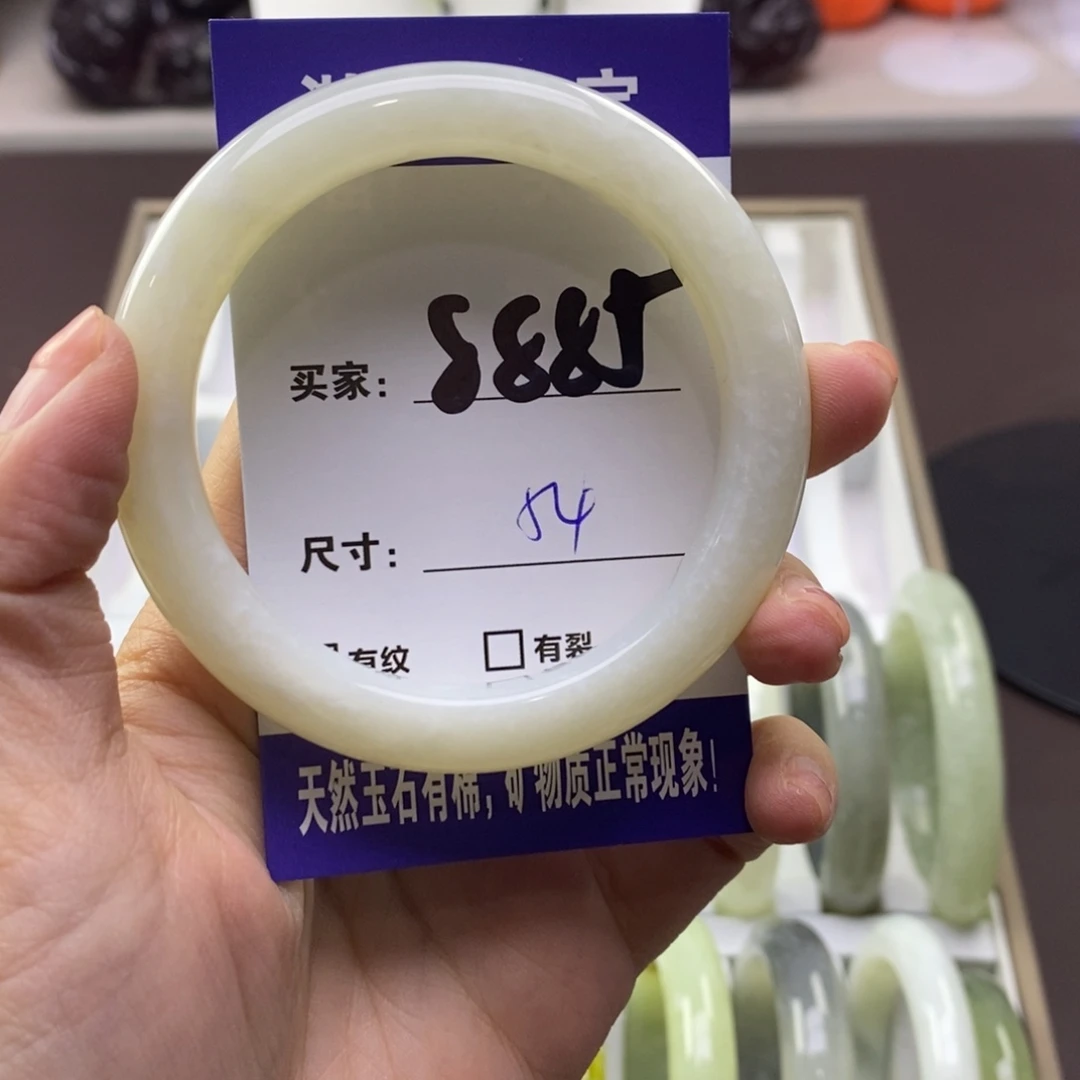 买家: 8885
尺寸: 54
有纹 □有裂
天然玉石有棉,矿物质正常现象!